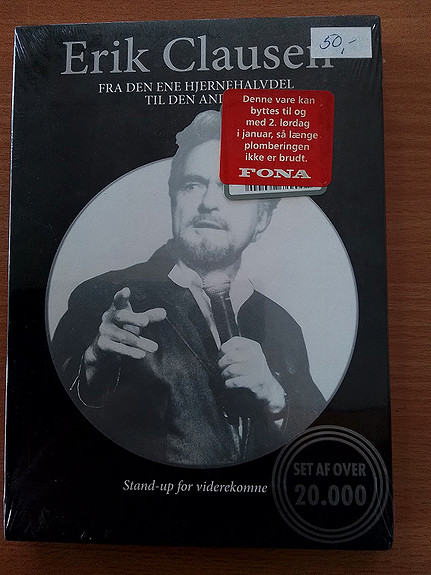 Erik Clausen
50,-
FRA DEN ENE HJERNEHALVDEL
TIL DEN
Denne vare kan
byttes til og
med 2. lørdag
i januar, så længe
plomberingen
ikke er brudt.
FONA
Stand-up for viderekomne
SET AF OVER
20.000